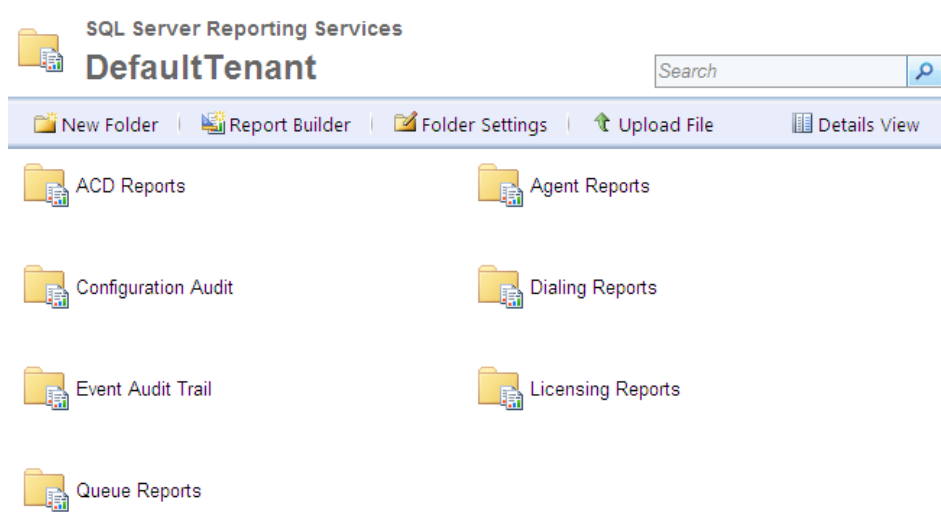 SQL Server Reporting Services
DefaultTenant
Search
New Folder Report Builder Folder Settings Upload File Details View
ACD Reports Agent Reports
Configuration Audit Dialing Reports
Event Audit Trail Licensing Reports
Queue Reports